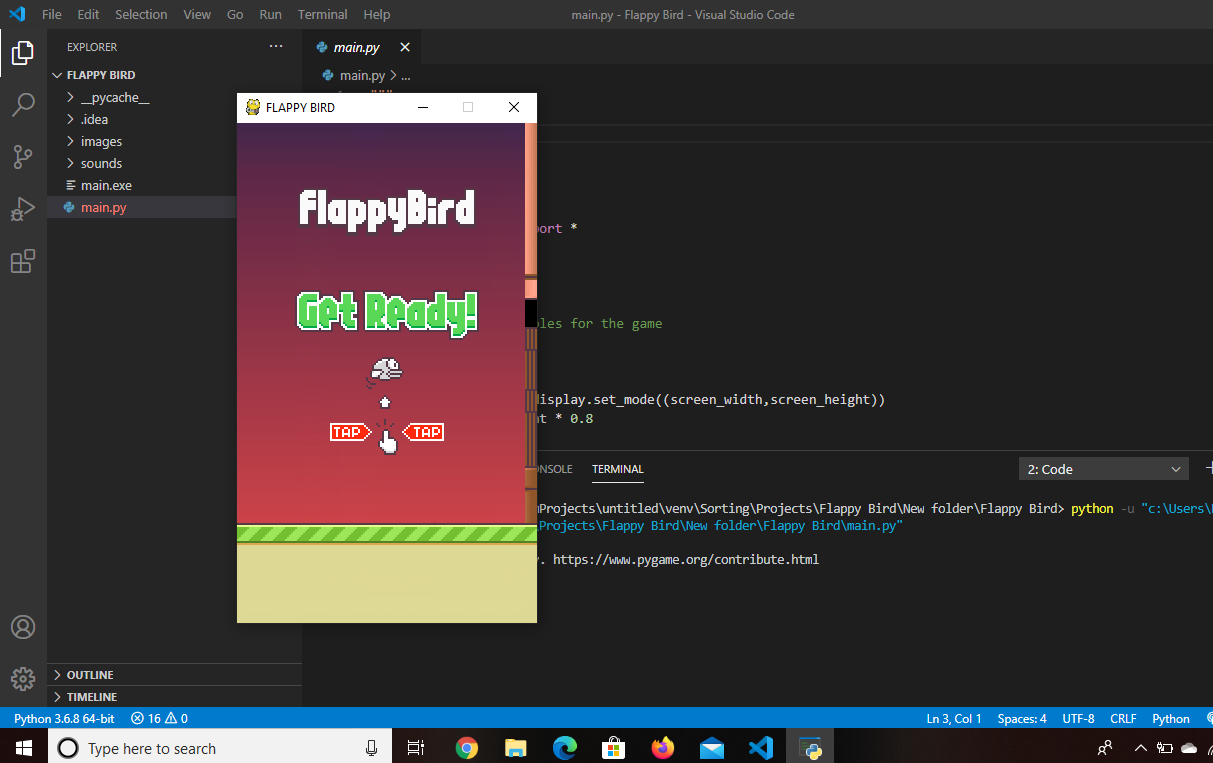 File Edit Selection View Go Run Terminal Help
main.py - Flappy Bird - Visual Studio Code
EXPLORER
FLAPPY BIRD
__pycache__
.idea
images
sounds
main.exe
main.py
OUTLINE
TIMELINE
main.py
main.py > ...
"""
ort *
les for the game
isplay.set_mode((screen_width,screen_height))
t * 0.8
FLAPPY BIRD
FlappyBird
Get Ready!
TAP TAP
NSOLE TERMINAL
2: Code
mProjects\untitled\venv\Sorting\Projects\Flappy Bird\New folder\Flappy Bird> python -u "c:\Users\
Projects\Flappy Bird\New folder\Flappy Bird\main.py"
. https://www.pygame.org/contribute.html
Python 3.6.8 64-bit 16 0
Ln 3, Col 1 Spaces: 4 UTF-8 CRLF Python
Type here to search